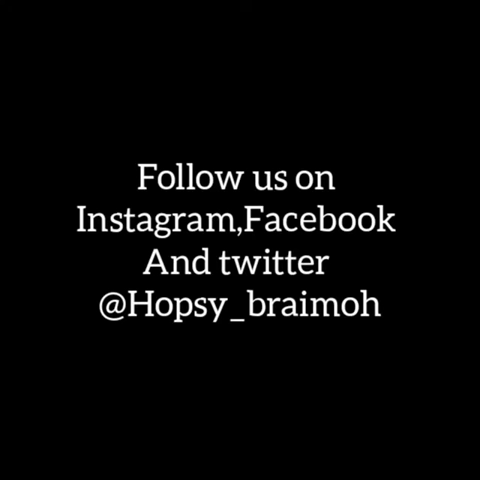 Follow us on
Instagram,Facebook
And twitter
@Hopsy_braimoh